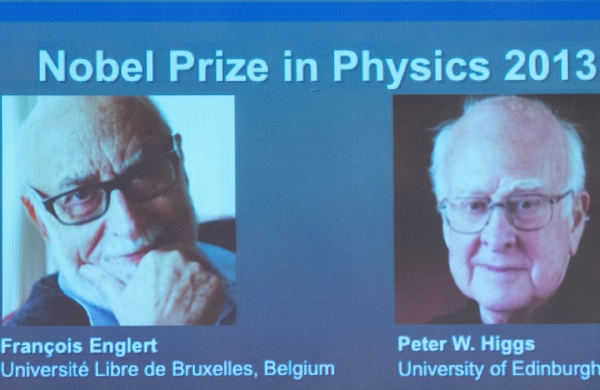 Nobel Prize in Physics 2013
François Englert
Université Libre de Bruxelles, Belgium
Peter W. Higgs
University of Edinburgh